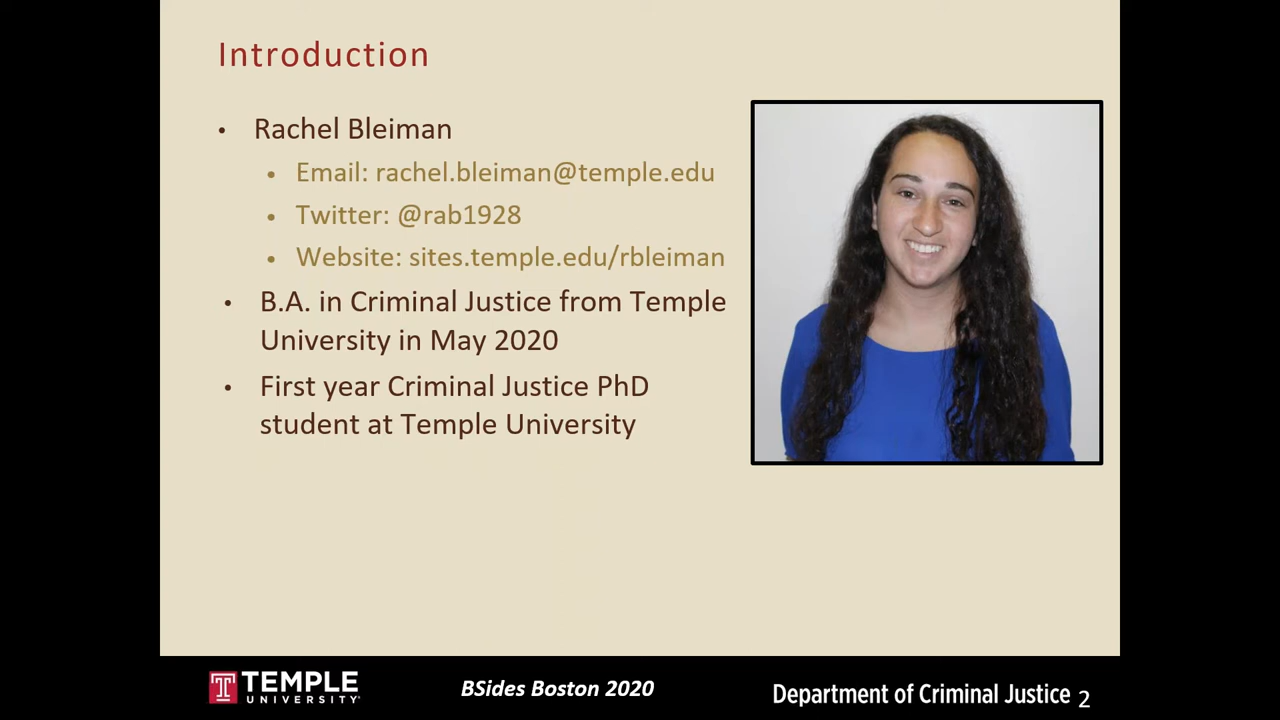 Introduction
• Rachel Bleiman
• Email: rachel.bleiman@temple.edu
• Twitter: @rab1928
• Website: sites.temple.edu/rbleiman
• B.A. in Criminal Justice from Temple
University in May 2020
• First year Criminal Justice PhD
student at Temple University
T TEMPLE
UNIVERSITY
BSides Boston 2020
Department of Criminal Justice 2